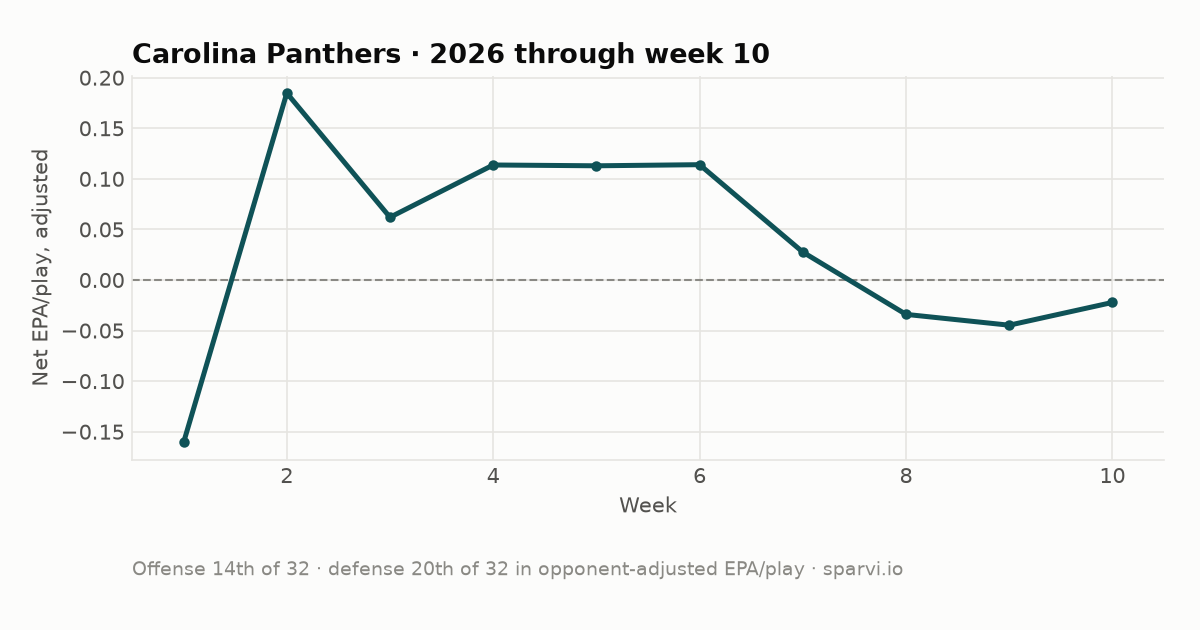 Carolina Panthers · 2026 through week 10
0.20
0.15
0.10
0.05
0.00
−0.05
−0.10
−0.15
Net EPA/play, adjusted
2 4 6 8 10
Week
Offense 14th of 32 · defense 20th of 32 in opponent-adjusted EPA/play · sparvi.io